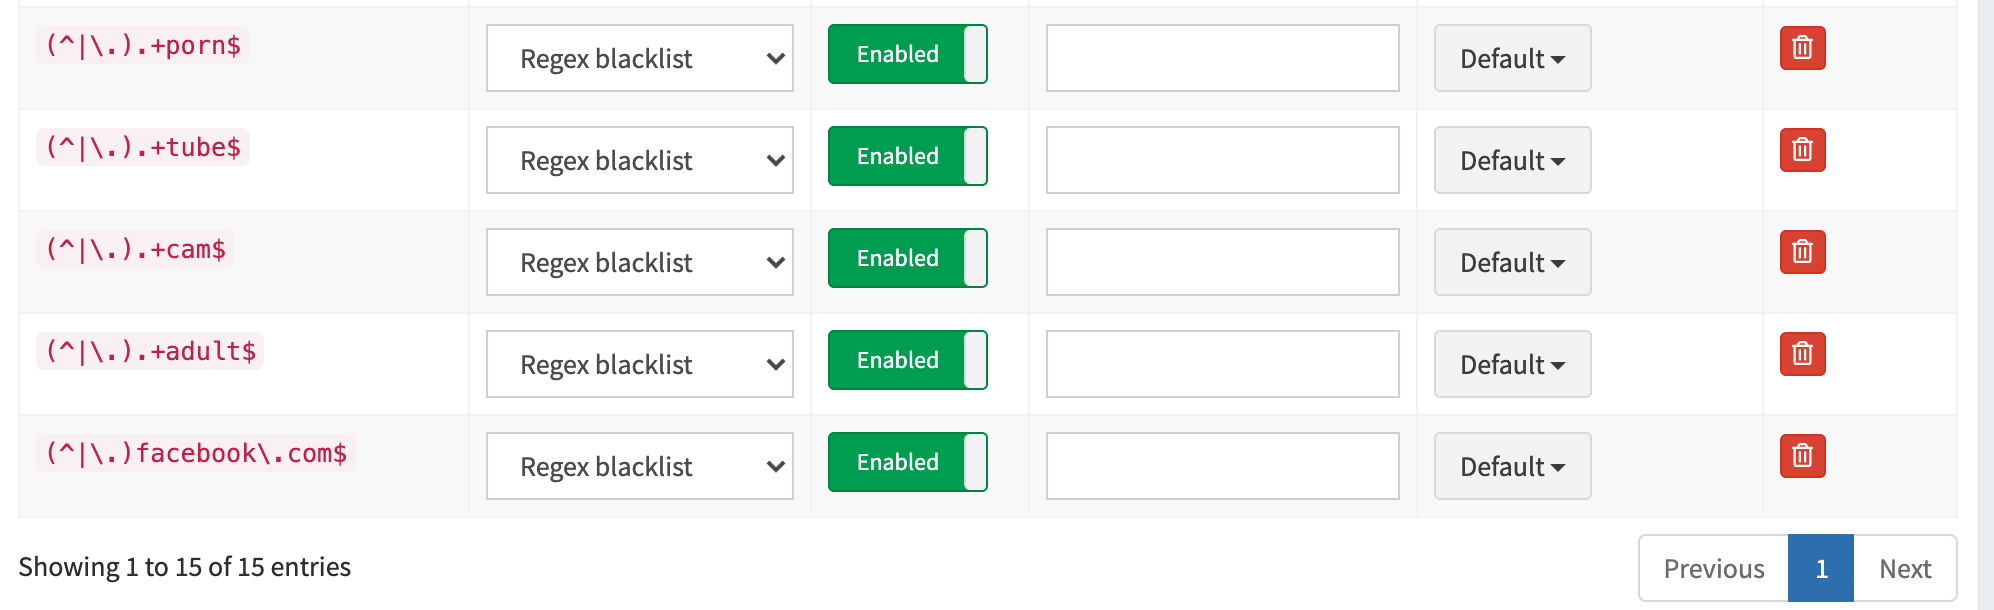 (^|\.).+porn$ Regex blacklist Enabled Default
(^|\.).+tube$ Regex blacklist Enabled Default
(^|\.).+cam$ Regex blacklist Enabled Default
(^|\.).+adult$ Regex blacklist Enabled Default
(^|\.)facebook\.com$ Regex blacklist Enabled Default
Showing 1 to 15 of 15 entries Previous 1 Next